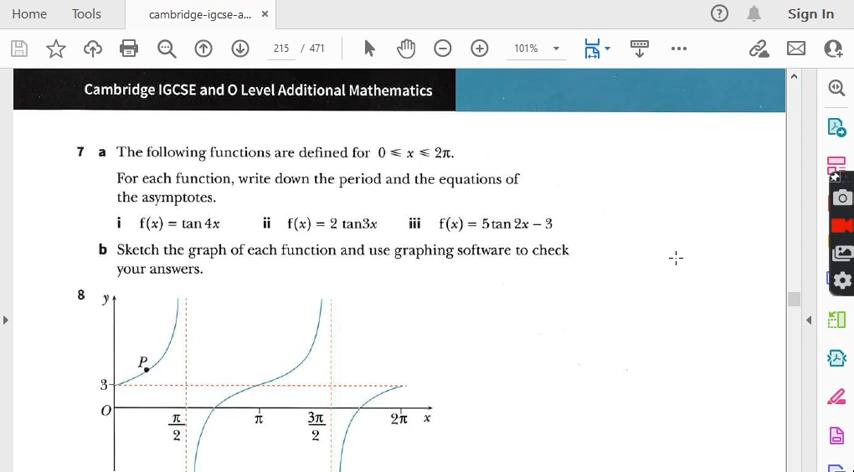 Home Tools cambridge-igcse-a... × Sign In
215 / 471 101%
Cambridge IGCSE and O Level Additional Mathematics
7 a The following functions are defined for 0 ⩽ x ⩽ 2π.
For each function, write down the period and the equations of
the asymptotes.
i f(x) = tan 4x ii f(x) = 2 tan3x iii f(x) = 5 tan 2x – 3
b Sketch the graph of each function and use graphing software to check
your answers.
8 y
P
3
O π/2 π 3π/2 2π x